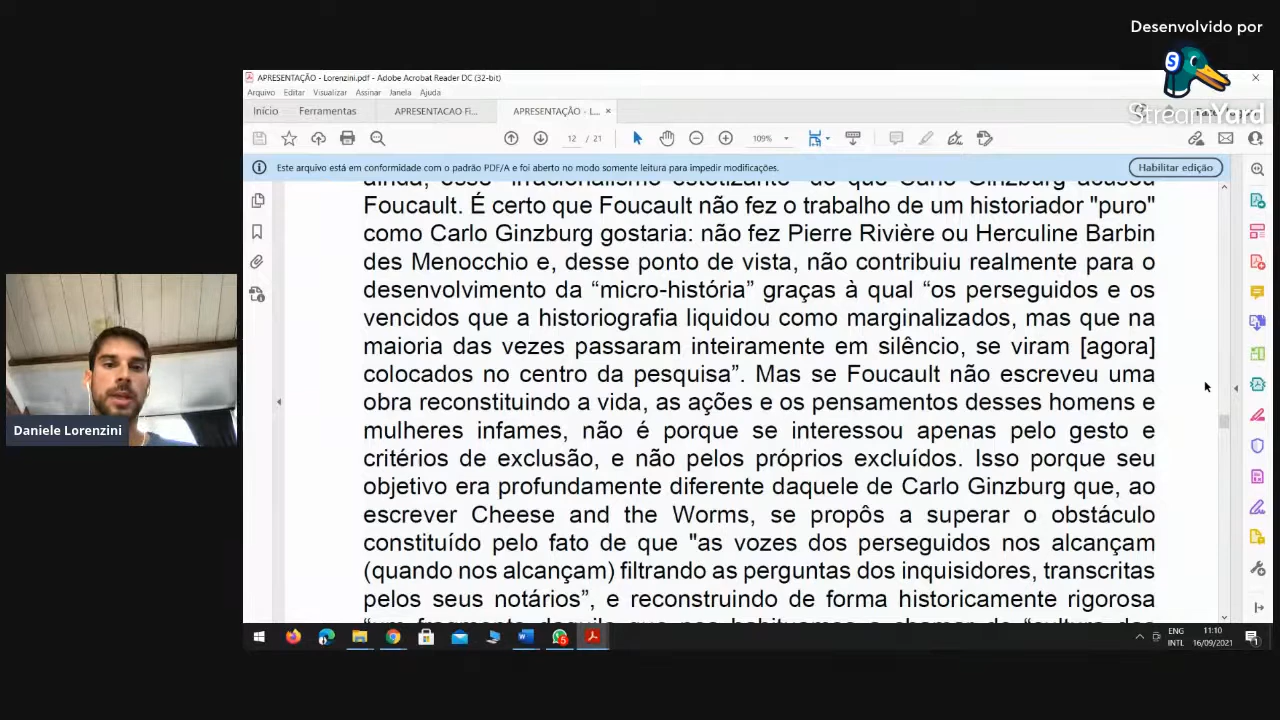 Desenvolvido por
StreamYard
APRESENTAÇÃO - Lorenzini.pdf - Adobe Acrobat Reader DC (32-bit)
Arquivo Editar Visualizar Assinar Janela Ajuda
Início Ferramentas APRESENTACAO Fi... APRESENTAÇÃO - L... ×
12 / 21 109%
Este arquivo está em conformidade com o padrão PDF/A e foi aberto no modo somente leitura para impedir modificações. Habilitar edição
ainda, esse irracionalismo estetizante de que Carlo Ginzburg acusou
Foucault. É certo que Foucault não fez o trabalho de um historiador "puro"
como Carlo Ginzburg gostaria: não fez Pierre Rivière ou Herculine Barbin
des Menocchio e, desse ponto de vista, não contribuiu realmente para o
desenvolvimento da “micro-história” graças à qual “os perseguidos e os
vencidos que a historiografia liquidou como marginalizados, mas que na
maioria das vezes passaram inteiramente em silêncio, se viram [agora]
colocados no centro da pesquisa”. Mas se Foucault não escreveu uma
obra reconstituindo a vida, as ações e os pensamentos desses homens e
mulheres infames, não é porque se interessou apenas pelo gesto e
critérios de exclusão, e não pelos próprios excluídos. Isso porque seu
objetivo era profundamente diferente daquele de Carlo Ginzburg que, ao
escrever Cheese and the Worms, se propôs a superar o obstáculo
constituído pelo fato de que "as vozes dos perseguidos nos alcançam
(quando nos alcançam) filtrando as perguntas dos inquisidores, transcritas
pelos seus notários”, e reconstruindo de forma historicamente rigorosa
Daniele Lorenzini
ENG 11:10
INTL 16/09/2021